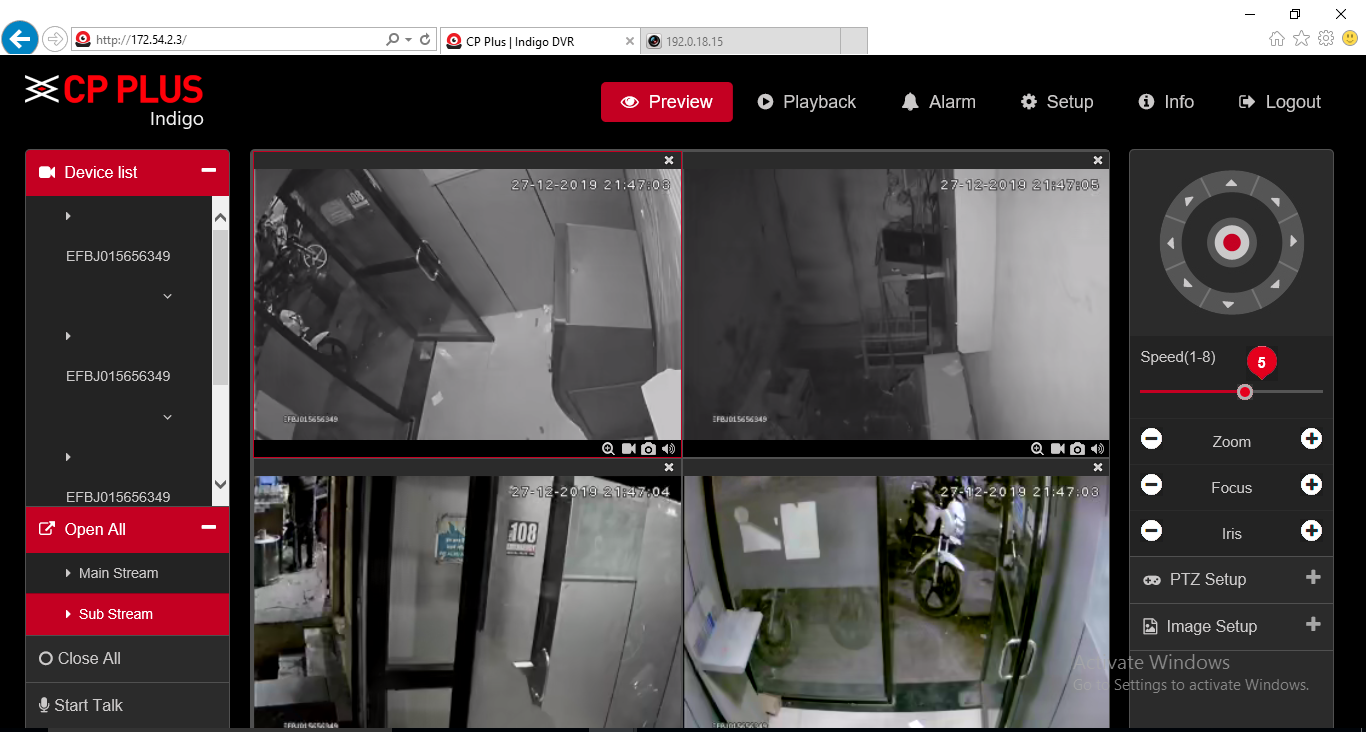 http://172.54.2.3/
CP Plus | Indigo DVR
192.0.18.15
CP PLUS
Indigo
Preview
Playback
Alarm
Setup
Info
Logout
Device list
EFBJ015656349
EFBJ015656349
EFBJ015656349
Open All
Main Stream
Sub Stream
Close All
Start Talk
27-12-2019 21:47:03
108
EFBJ015656349
27-12-2019 21:47:05
EFBJ015656349
27-12-2019 21:47:04
108
EFBJ015656349
27-12-2019 21:47:03
EFBJ015656349
Speed(1-8)
5
Zoom
Focus
Iris
PTZ Setup
Image Setup
Activate Windows
Go to Settings to activate Windows.